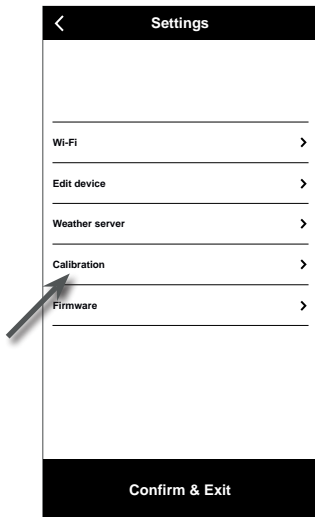 Settings
Wi-Fi
Edit device
Weather server
Calibration
Firmware
Confirm & Exit